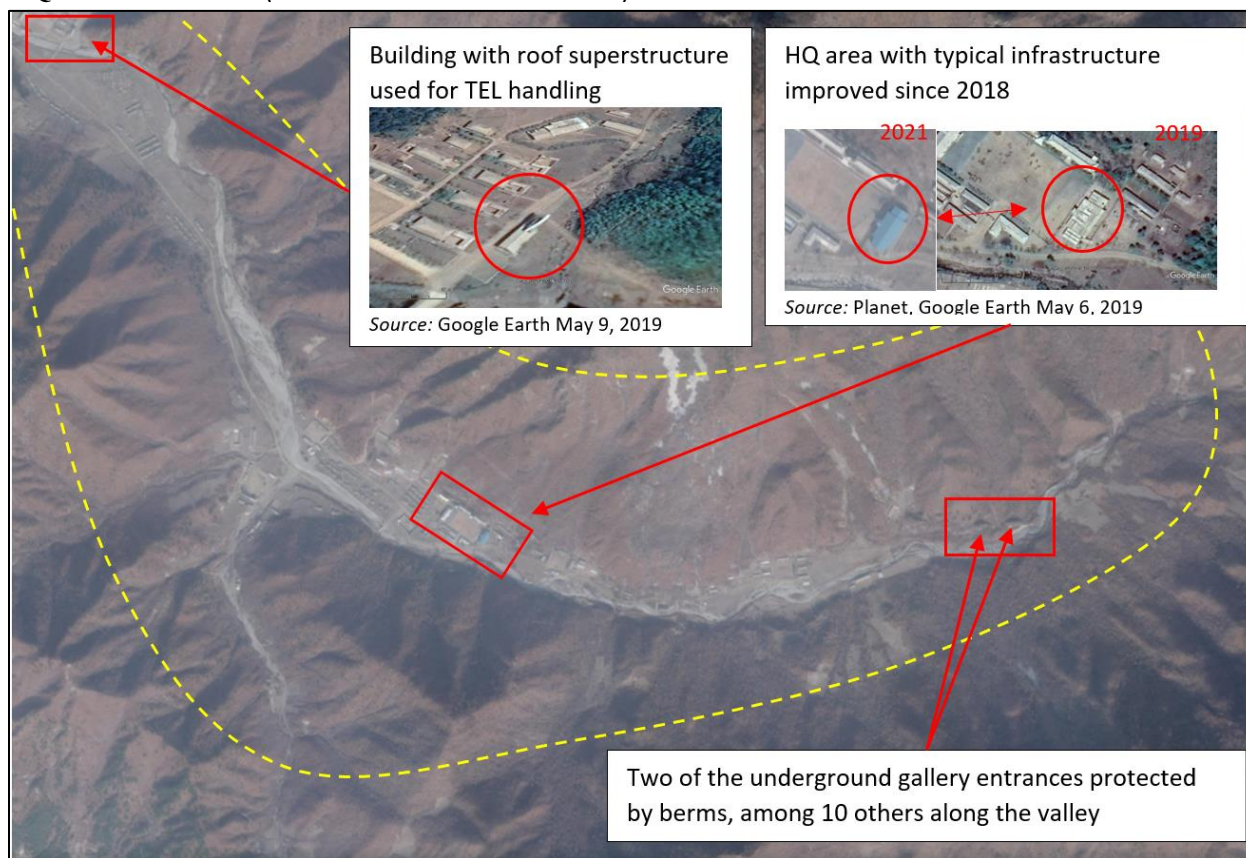 Building with roof superstructure
used for TEL handling
Google Earth
Source: Google Earth May 9, 2019
HQ area with typical infrastructure
improved since 2018
2021
2019
Google Earth
Source: Planet, Google Earth May 6, 2019
Two of the underground gallery entrances protected
by berms, among 10 others along the valley